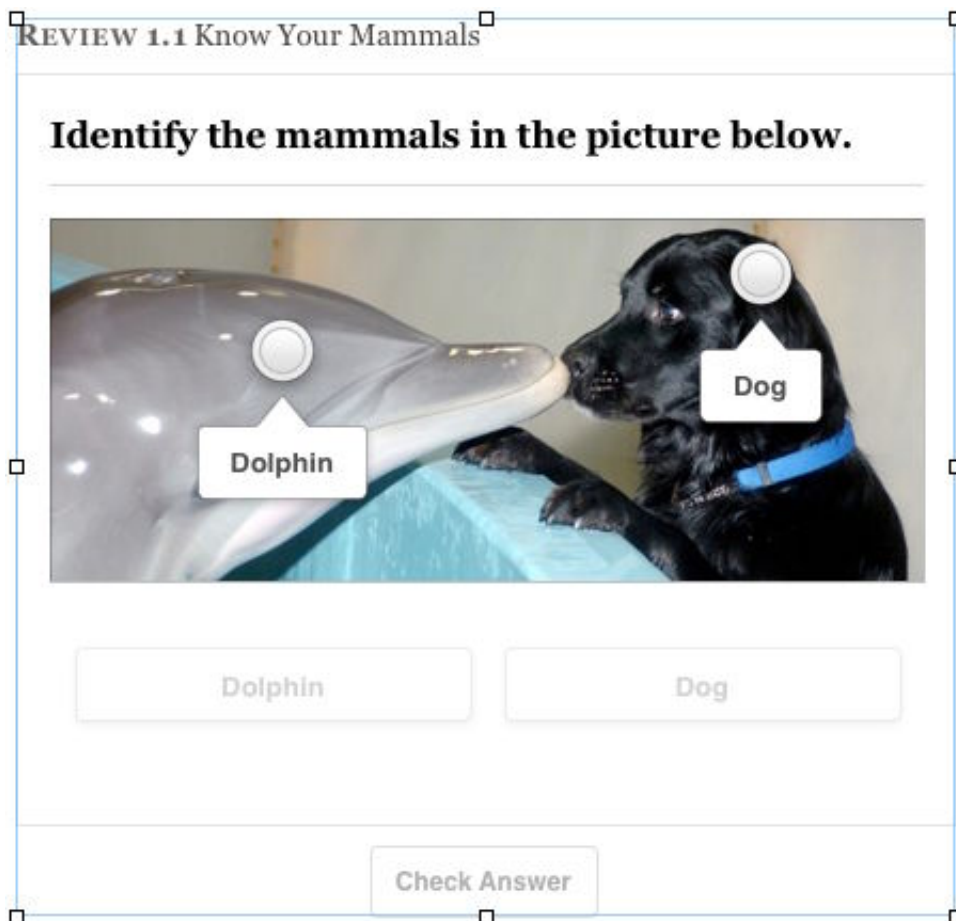 REVIEW 1.1 Know Your Mammals
Identify the mammals in the picture below.
Dog
Dolphin
Dolphin Dog
Check Answer